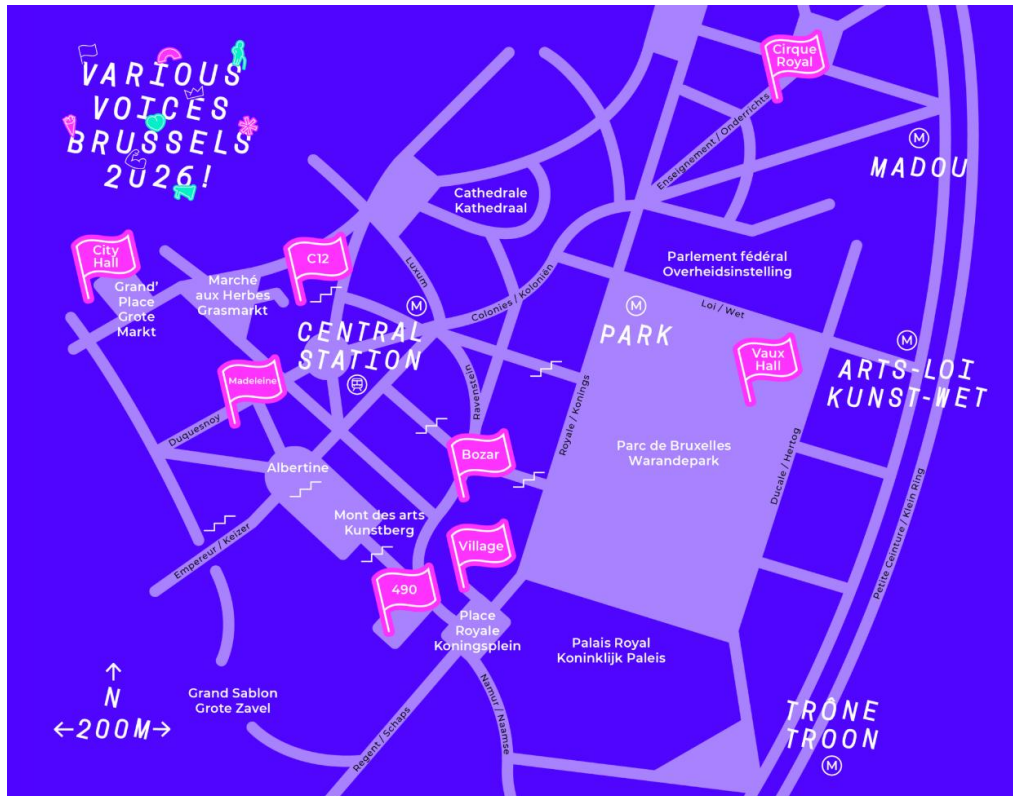 VARIOUS
VOICES
BRUSSELS
2026!
Cirque
Royal
Enseignement / Onderrichts
M
MADOU
Cathedrale
Kathedraal
City
Hall
C12
Grand'
Place
Grote
Markt
Marché
aux Herbes
Grasmarkt
Luxum
Colonies / Koloniën
Parlement fédéral
Overheidsinstelling
M
CENTRAL
STATION
M
PARK
Loi / Wet
Vaux
Hall
M
ARTS-LOI
KUNST-WET
Madeleine
Duquesnoy
Ravenstein
Royale / Konings
Bozar
Parc de Bruxelles
Warandepark
Ducale / Hertog
Albertine
Mont des arts
Kunstberg
Empereur / Keizer
Village
490
Petite Ceinture / Klein Ring
Place
Royale
Koningsplein
Palais Royal
Koninklijk Paleis
N
←200M→
Grand Sablon
Grote Zavel
Regent / Schaps
Namur / Naamse
TRÔNE
TROON
M